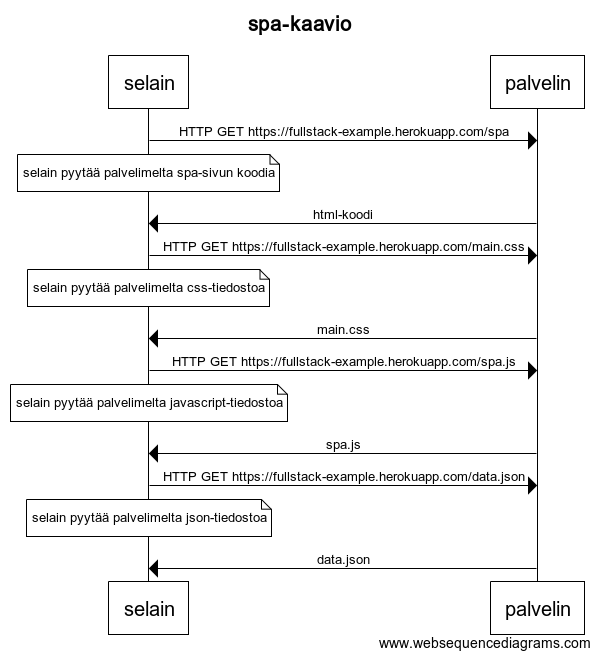 spa-kaavio
selain palvelin
HTTP GET https://fullstack-example.herokuapp.com/spa
selain pyytää palvelimelta spa-sivun koodia
html-koodi
HTTP GET https://fullstack-example.herokuapp.com/main.css
selain pyytää palvelimelta css-tiedostoa
main.css
HTTP GET https://fullstack-example.herokuapp.com/spa.js
selain pyytää palvelimelta javascript-tiedostoa
spa.js
HTTP GET https://fullstack-example.herokuapp.com/data.json
selain pyytää palvelimelta json-tiedostoa
data.json
selain palvelin
www.websequencediagrams.com